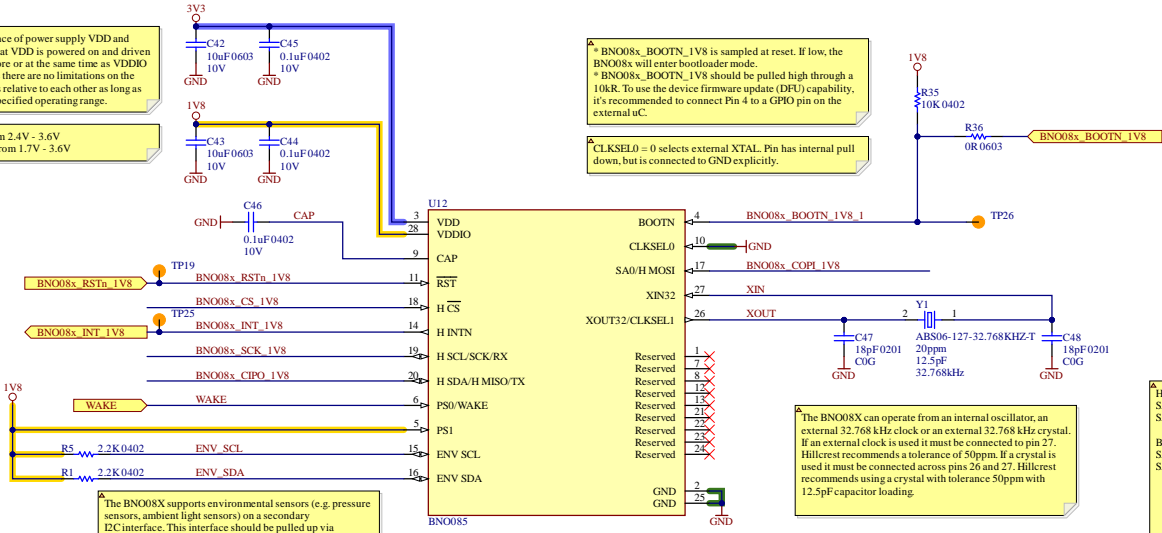 3V3
C42
10uF 0603
10V
GND
C45
0.1uF 0402
10V
GND
ce of power supply VDD and
at VDD is powered on and driven
ore or at the same time as VDDIO
there are no limitations on the
s relative to each other as long as
ecified operating range.
m 2.4V - 3.6V
rom 1.7V - 3.6V
1V8
C43
10uF 0603
10V
GND
C44
0.1uF 0402
10V
GND
* BNO08x_BOOTN_1V8 is sampled at reset. If low, the
BNO08x will enter bootloader mode.
* BNO08x_BOOTN_1V8 should be pulled high through a
10kR. To use the device firmware update (DFU) capability,
it's recommended to connect Pin 4 to a GPIO pin on the
external uC.
CLKSEL0 = 0 selects external XTAL. Pin has internal pull
down, but is connected to GND explicitly.
1V8
R35
10K 0402
R36
0R 0603
BNO08x_BOOTN_1V8
TP26
GND
C46
0.1uF 0402
10V
CAP
TP19
BNO08x_RSTn_1V8
BNO08x_RSTn_1V8
BNO08x_CS_1V8
TP25
BNO08x_INT_1V8
BNO08x_INT_1V8
BNO08x_SCK_1V8
BNO08x_CIPO_1V8
WAKE
WAKE
1V8
R5
2.2K 0402
ENV_SCL
R1
2.2K 0402
ENV_SDA
U12
3 VDD
28 VDDIO
9 CAP
11 RST
18 H CS
14 H INTN
19 H SCL/SCK/RX
20 H SDA/H MISO/TX
6 PS0/WAKE
5 PS1
15 ENV SCL
16 ENV SDA
BOOTN 4
CLKSEL0 10
SA0/H MOSI 17
XIN32 27
XOUT32/CLKSEL1 26
Reserved 1
Reserved 7
Reserved 8
Reserved 12
Reserved 13
Reserved 21
Reserved 22
Reserved 23
Reserved 24
GND 2
GND 25
BNO085
GND
BNO08x_BOOTN_1V8_1
GND
BNO08x_COPI_1V8
XIN
XOUT
Y1
2
1
ABS06-127-32.768KHZ-T
20ppm
12.5pF
32.768kHz
C47
18pF 0201
C0G
GND
C48
18pF 0201
C0G
GND
The BNO08X can operate from an internal oscillator, an
external 32.768 kHz clock or an external 32.768 kHz crystal.
If an external clock is used it must be connected to pin 27.
Hillcrest recommends a tolerance of 50ppm. If a crystal is
used it must be connected across pins 26 and 27. Hillcrest
recommends using a crystal with tolerance 50ppm with
12.5pF capacitor loading.
The BNO08X supports environmental sensors (e.g. pressure
sensors, ambient light sensors) on a secondary
I2C interface. This interface should be pulled up via
H
S
S
B
S
S